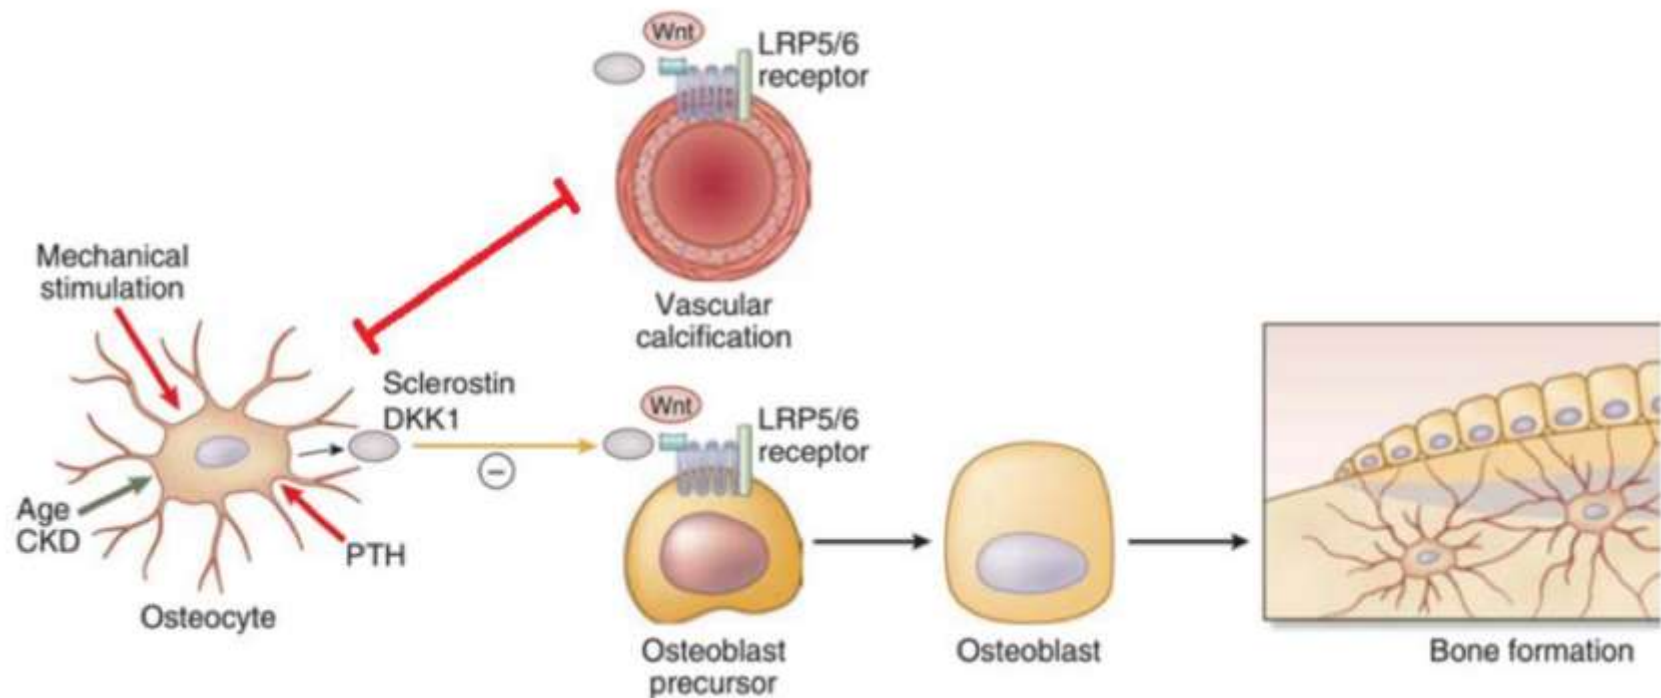 Wnt
LRP5/6
receptor
Vascular
calcification
Mechanical
stimulation
Sclerostin
DKK1
Wnt
LRP5/6
receptor
−
Age
CKD
PTH
Osteocyte
Osteoblast
precursor
Osteoblast
Bone formation